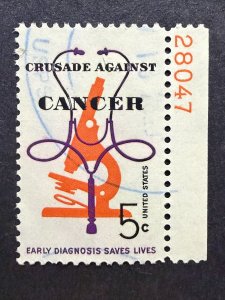 CRUSADE AGAINST
CANCER
5c
UNITED STATES
EARLY DIAGNOSIS SAVES LIVES
28047